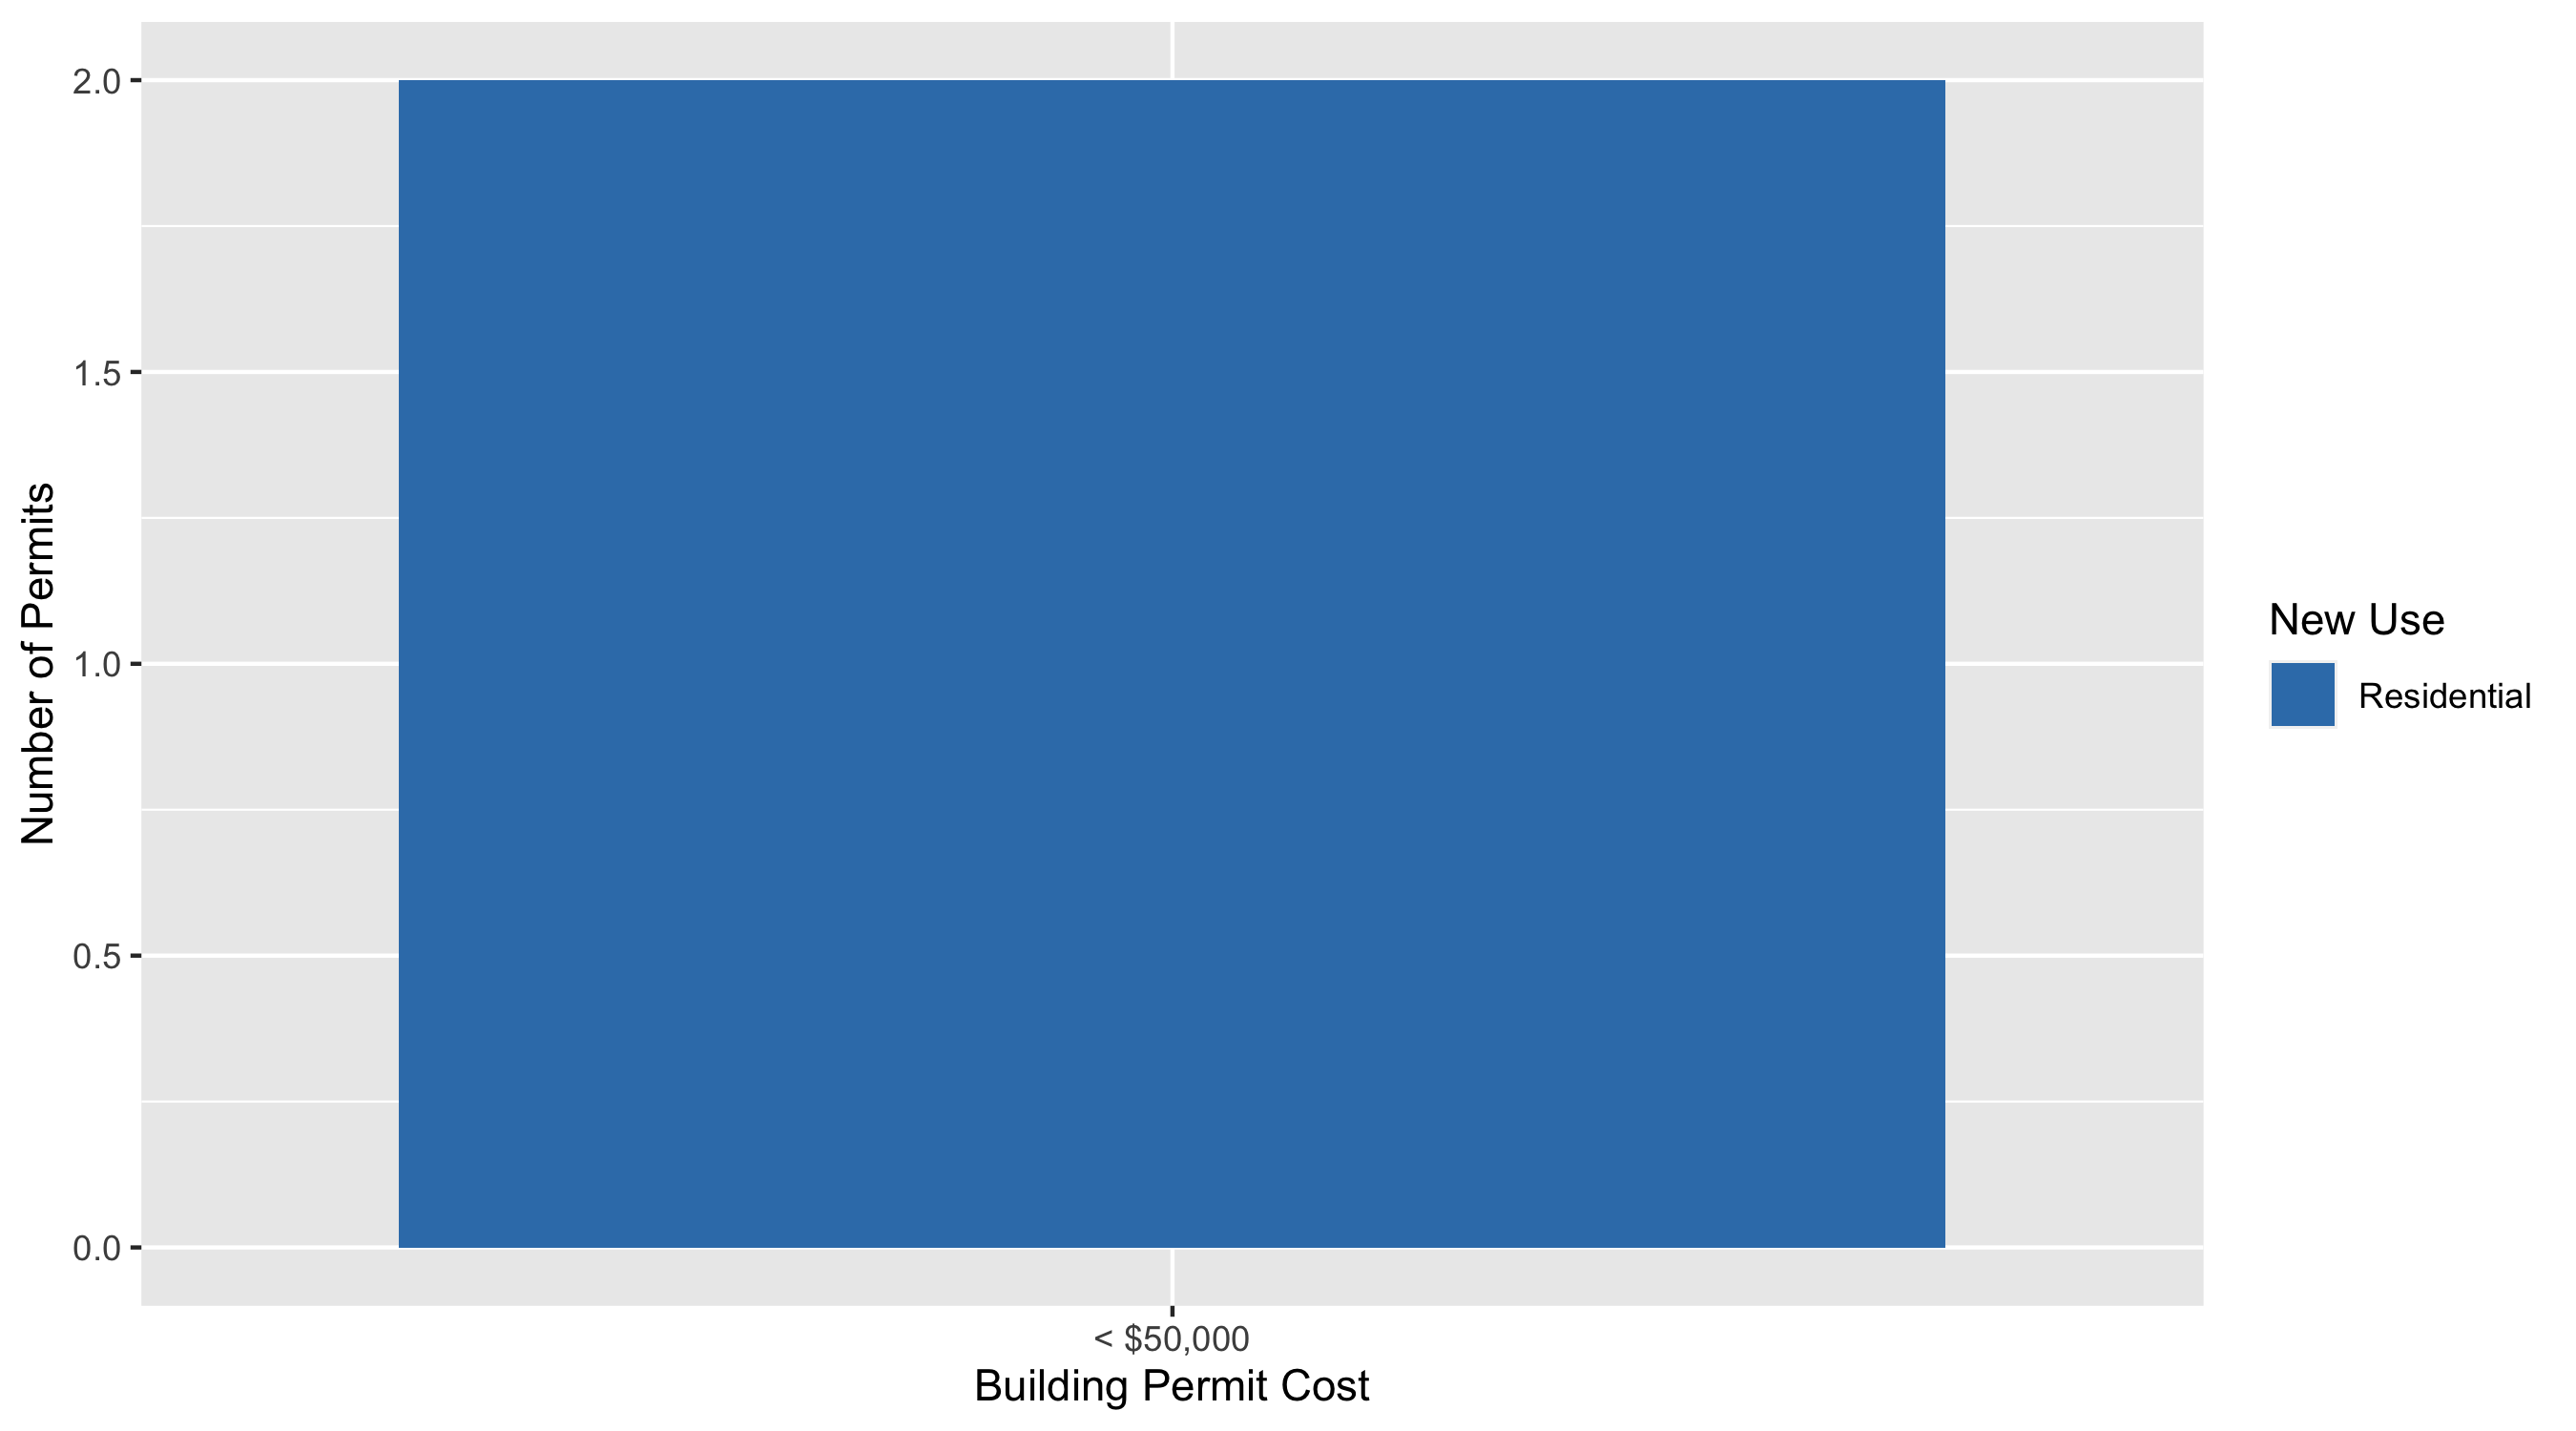 2.0
1.5
1.0
0.5
0.0
Number of Permits
< $50,000
Building Permit Cost
New Use
Residential